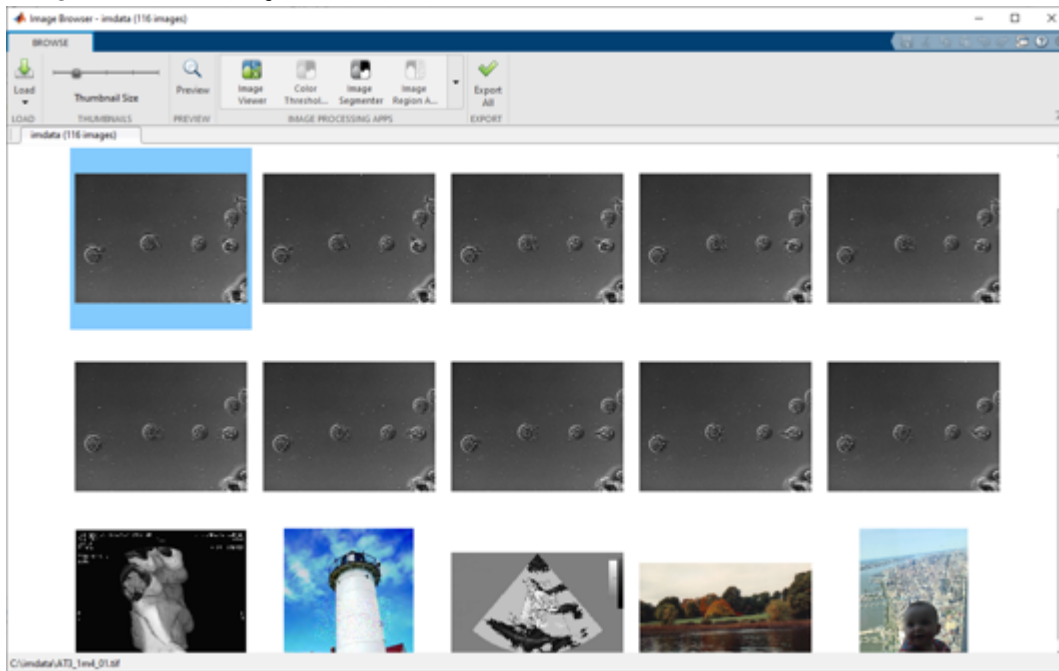 Image Browser - imdata (116 images)
BROWSE
Load
Thumbnail Size
Preview
Image Viewer
Color Threshol...
Image Segmenter
Image Region A...
Export All
LOAD
THUMBNAILS
PREVIEW
IMAGE PROCESSING APPS
EXPORT
imdata (116 images)
C:\imdata\AT3_1m4_01.tif